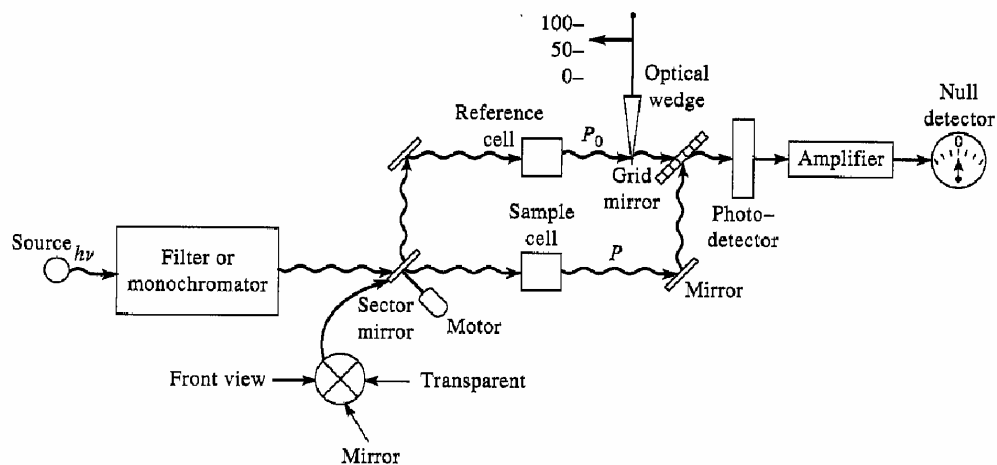 100–
50–
0–
Optical
wedge
Null
detector
0
Reference
cell
P₀
Grid
mirror
Amplifier
Photo–
detector
Source
hν
Filter or
monochromator
Sample
cell
P
Mirror
Sector
mirror
Motor
Front view
Transparent
Mirror